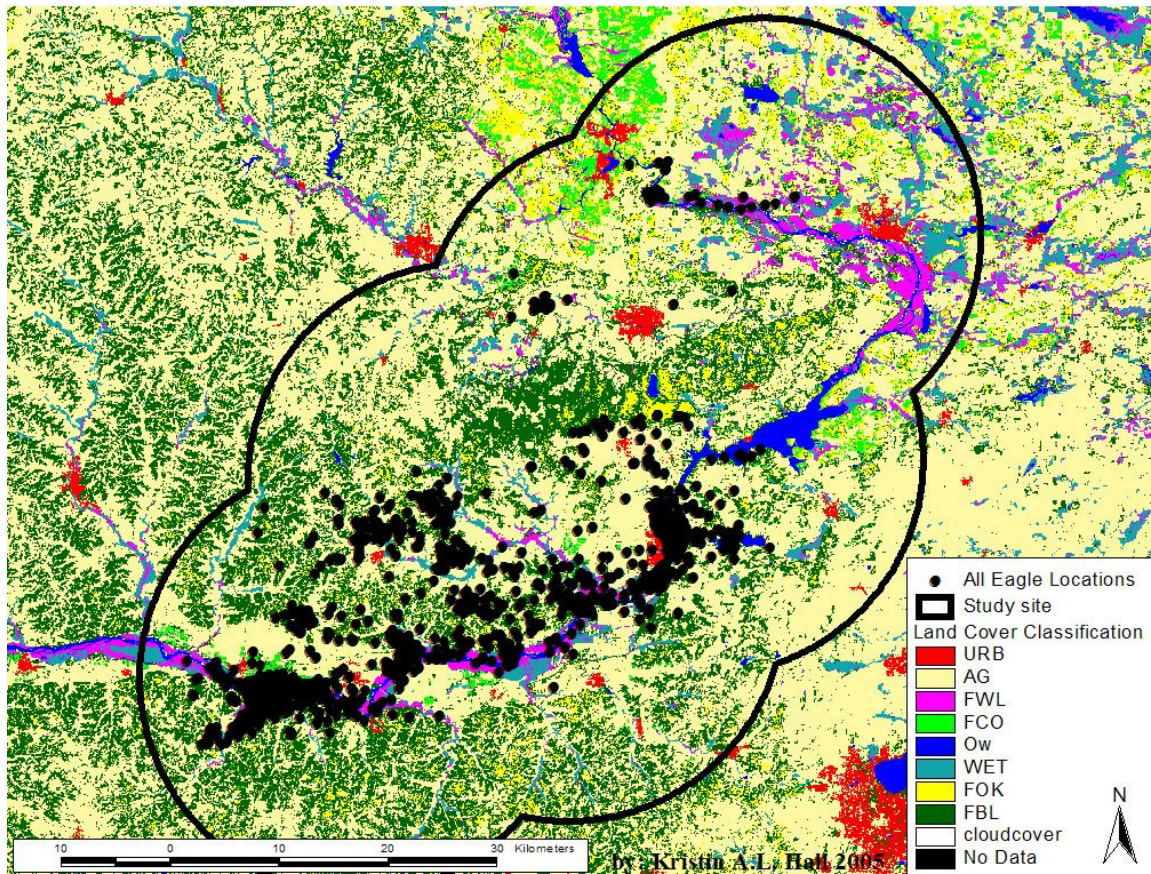 All Eagle Locations
Study site
Land Cover Classification
URB
AG
FWL
FCO
Ow
WET
FOK
FBL
cloudcover
No Data
N
10 0 10 20 30 Kilometers
by Kristin A.L. Hall 2005